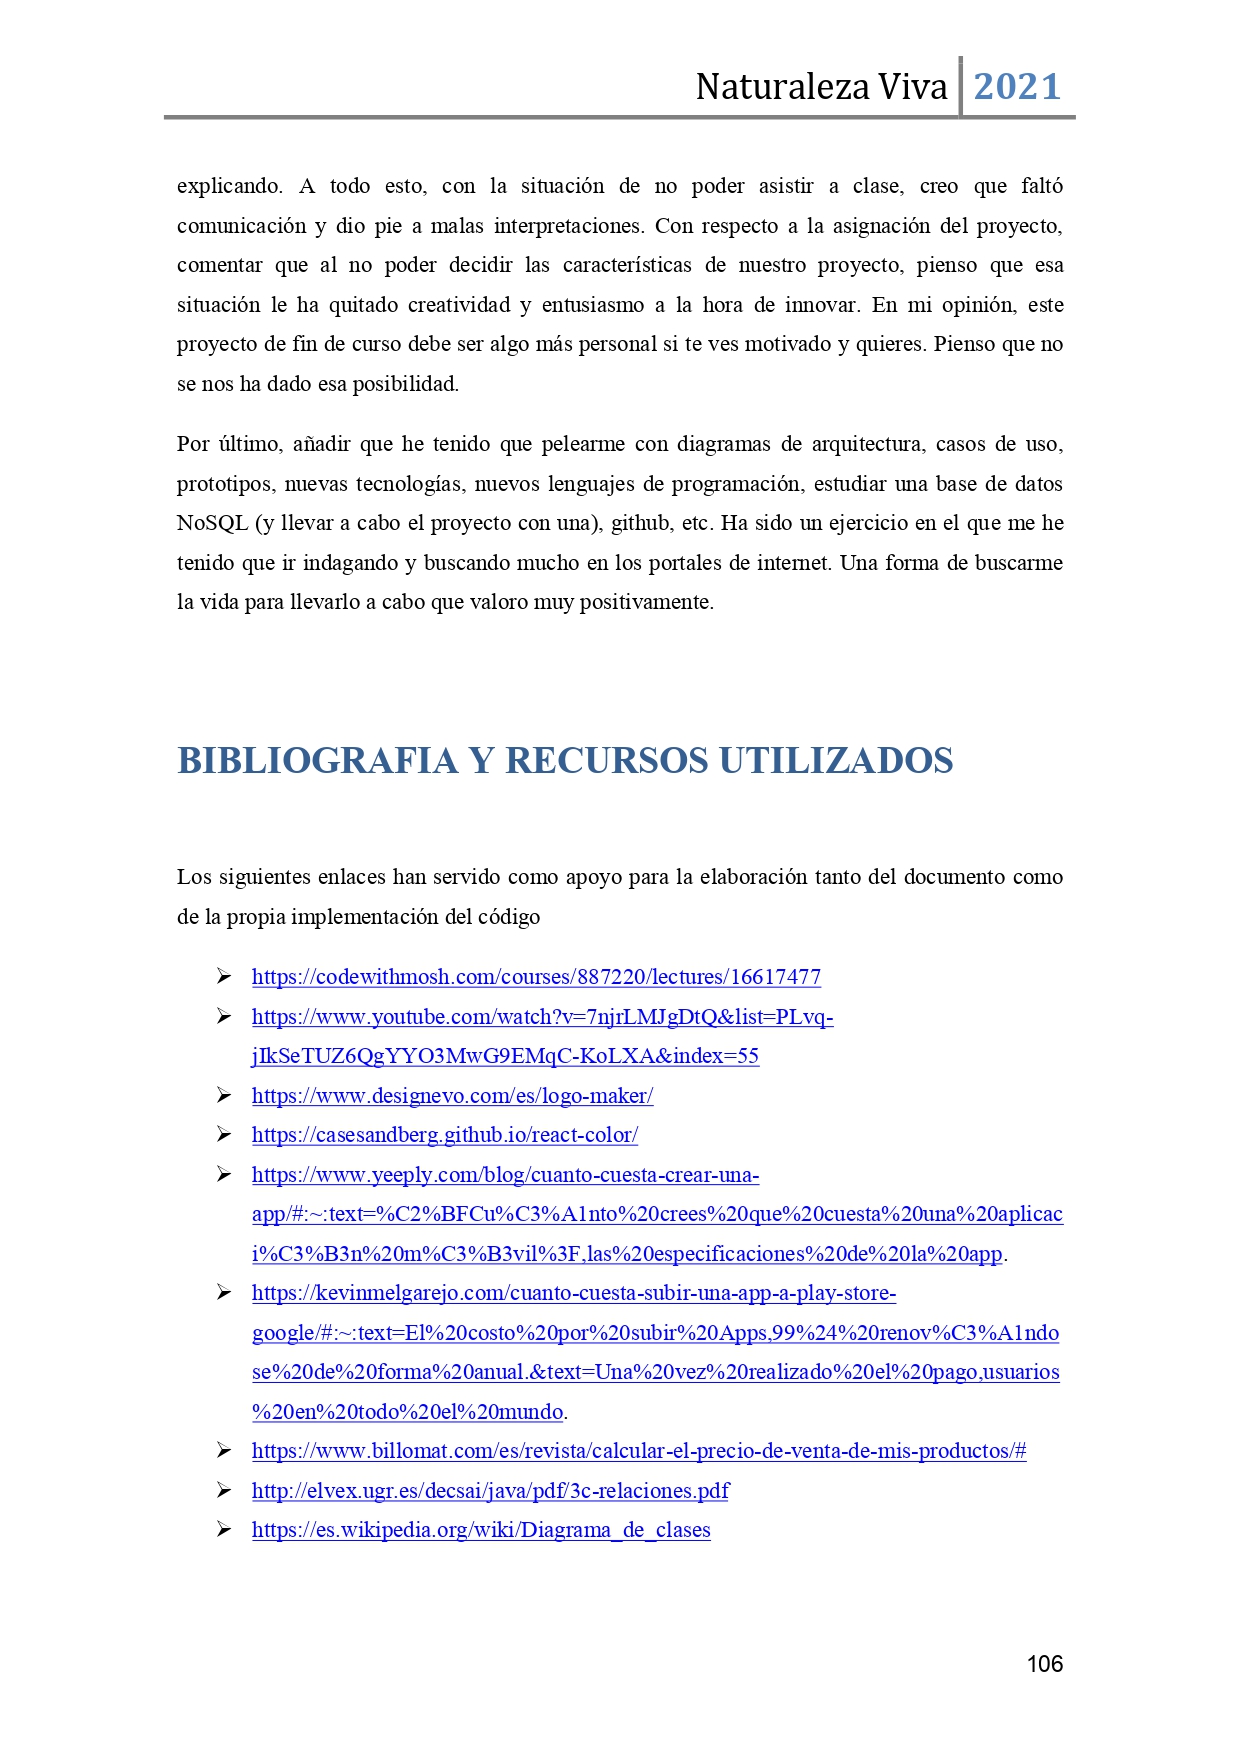 Naturaleza Viva 2021
explicando. A todo esto, con la situación de no poder asistir a clase, creo que faltó
comunicación y dio pie a malas interpretaciones. Con respecto a la asignación del proyecto,
comentar que al no poder decidir las características de nuestro proyecto, pienso que esa
situación le ha quitado creatividad y entusiasmo a la hora de innovar. En mi opinión, este
proyecto de fin de curso debe ser algo más personal si te ves motivado y quieres. Pienso que no
se nos ha dado esa posibilidad.
Por último, añadir que he tenido que pelearme con diagramas de arquitectura, casos de uso,
prototipos, nuevas tecnologías, nuevos lenguajes de programación, estudiar una base de datos
NoSQL (y llevar a cabo el proyecto con una), github, etc. Ha sido un ejercicio en el que me he
tenido que ir indagando y buscando mucho en los portales de internet. Una forma de buscarme
la vida para llevarlo a cabo que valoro muy positivamente.
BIBLIOGRAFIA Y RECURSOS UTILIZADOS
Los siguientes enlaces han servido como apoyo para la elaboración tanto del documento como
de la propia implementación del código
➢ https://codewithmosh.com/courses/887220/lectures/16617477
➢ https://www.youtube.com/watch?v=7njrLMJgDtQ&list=PLvq-
jIkSeTUZ6QgYYO3MwG9EMqC-KoLXA&index=55
➢ https://www.designevo.com/es/logo-maker/
➢ https://casesandberg.github.io/react-color/
➢ https://www.yeeply.com/blog/cuanto-cuesta-crear-una-
app/#:~:text=%C2%BFCu%C3%A1nto%20crees%20que%20cuesta%20una%20aplicac
i%C3%B3n%20m%C3%B3vil%3F,las%20especificaciones%20de%20la%20app.
➢ https://kevinmelgarejo.com/cuanto-cuesta-subir-una-app-a-play-store-
google/#:~:text=El%20costo%20por%20subir%20Apps,99%24%20renov%C3%A1ndo
se%20de%20forma%20anual.&text=Una%20vez%20realizado%20el%20pago,usuarios
%20en%20todo%20el%20mundo.
➢ https://www.billomat.com/es/revista/calcular-el-precio-de-venta-de-mis-productos/#
➢ http://elvex.ugr.es/decsai/java/pdf/3c-relaciones.pdf
➢ https://es.wikipedia.org/wiki/Diagrama_de_clases
106